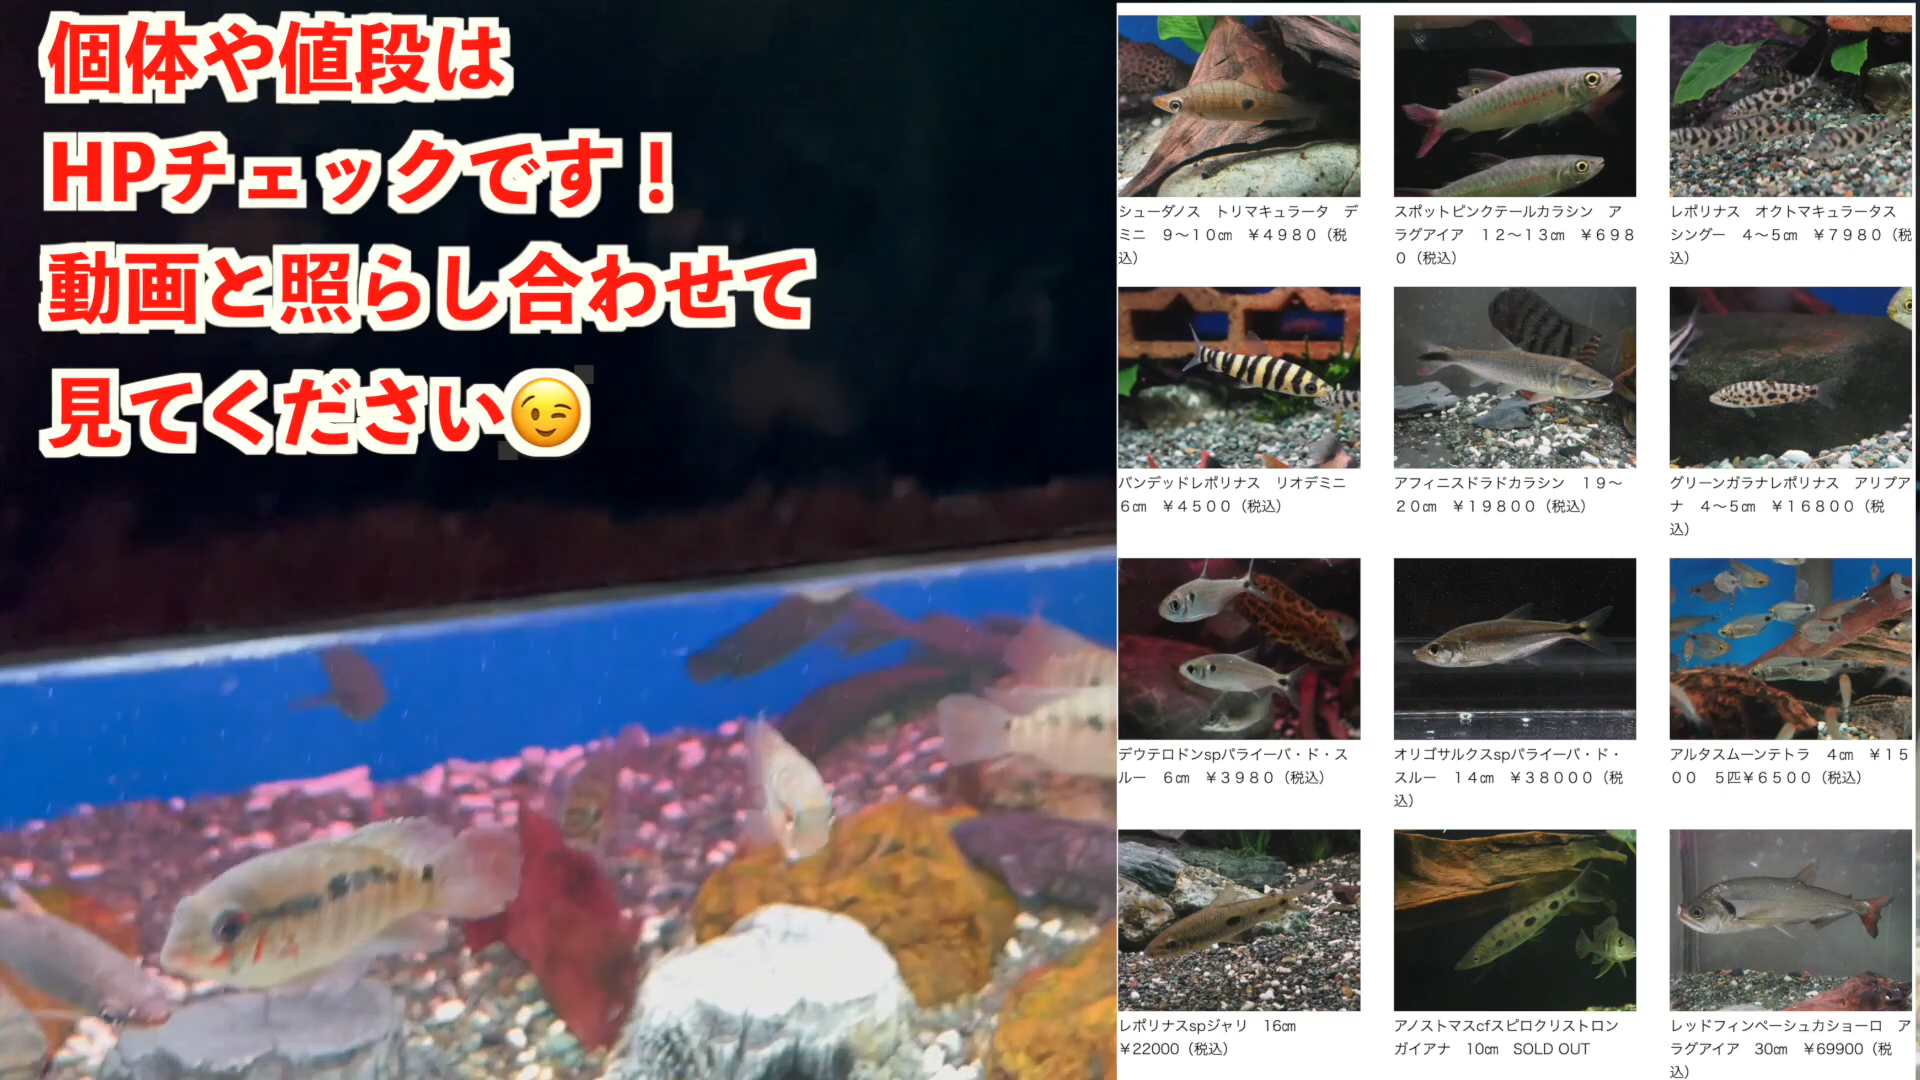 個体や値段は
HPチェックです！
動画と照らし合わせて
見てください😉
シューダノス　トリマキュラータ　デ
ミニ　９～１０㎝　￥４９８０（税
込）
スポットピンクテールカラシン　ア
ラグアイア　１２～１３㎝　￥６９８
０（税込）
レポリナス　オクトマキュラータス
シングー　４～５㎝　￥７９８０（税
込）
バンデッドレポリナス　リオデミニ
６㎝　￥４５００（税込）
アフィニスドラドカラシン　１９～
２０㎝　￥１９８００（税込）
グリーンガラナレポリナス　アリプア
ナ　４～５㎝　￥１６８００（税
込）
デウテロドンspパライーバ・ド・ス
ルー　６㎝　￥３９８０（税込）
オリゴサルクスspパライーバ・ド・
スルー　１４㎝　￥３８０００（税
込）
アルタスムーンテトラ　４㎝　￥１５
００　５匹￥６５００（税込）
レポリナスspジャリ　16㎝
￥22000（税込）
アノストマスcfスピロクリストロン
ガイアナ　10㎝　SOLD OUT
レッドフィンペーシュカショーロ　ア
ラグアイア　30㎝　￥69900（税
込）